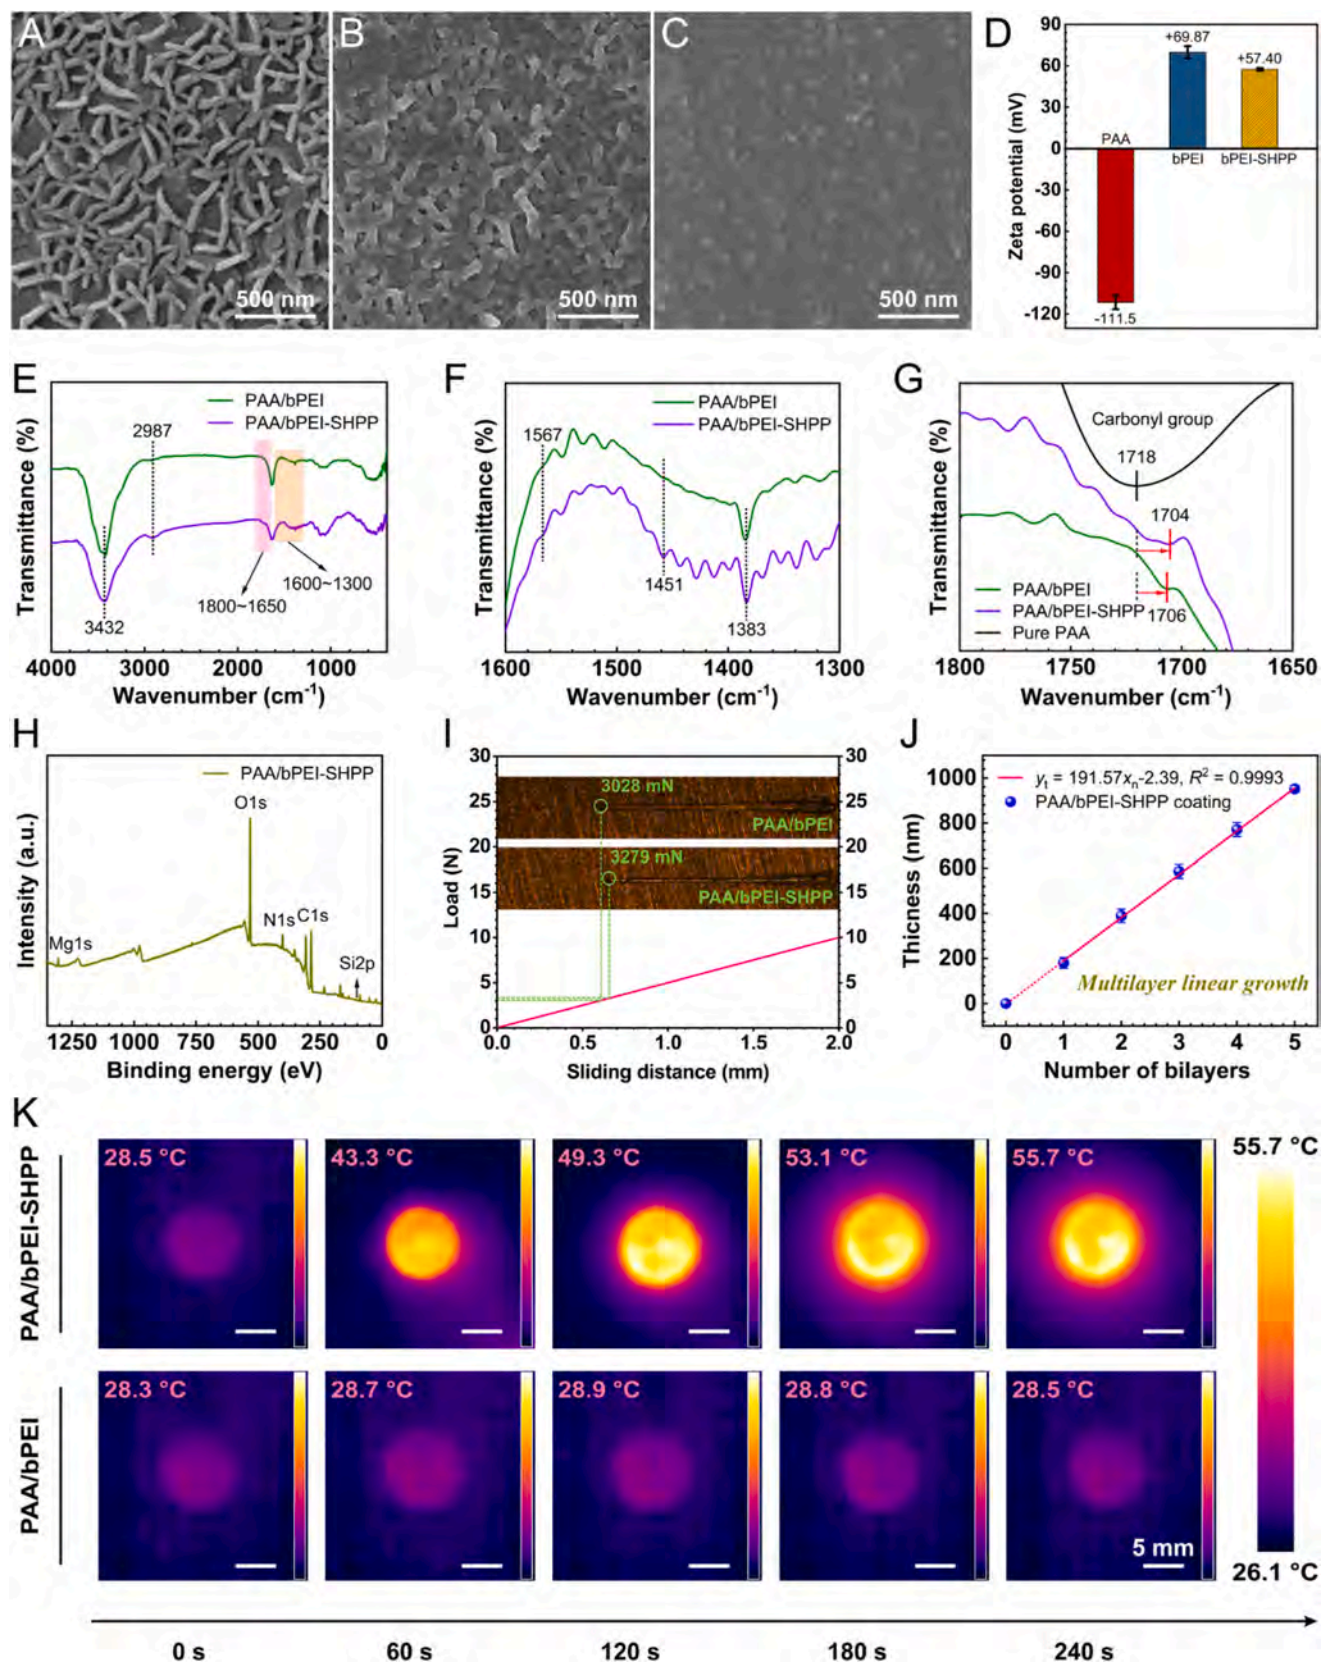 A
500 nm
B
500 nm
C
500 nm
D
Zeta potential (mV)
90
60
30
0
-30
-60
-90
-120
PAA
-111.5
+69.87
bPEI
+57.40
bPEI-SHPP
E
Transmittance (%)
PAA/bPEI
PAA/bPEI-SHPP
2987
3432
1800~1650
1600~1300
4000 3000 2000 1000
Wavenumber (cm⁻¹)
F
Transmittance (%)
PAA/bPEI
PAA/bPEI-SHPP
1567
1451
1383
1600 1500 1400 1300
Wavenumber (cm⁻¹)
G
Transmittance (%)
Carbonyl group
1718
1704
1706
PAA/bPEI
PAA/bPEI-SHPP
Pure PAA
1800 1750 1700 1650
Wavenumber (cm⁻¹)
H
Intensity (a.u.)
PAA/bPEI-SHPP
O1s
N1s
C1s
Mg1s
Si2p
1250 1000 750 500 250 0
Binding energy (eV)
I
Load (N)
30
25
20
15
10
5
0
30
25
20
15
10
5
0
3028 mN
PAA/bPEI
3279 mN
PAA/bPEI-SHPP
0.0 0.5 1.0 1.5 2.0
Sliding distance (mm)
J
Thicness (nm)
1000
800
600
400
200
0
yt = 191.57xn-2.39, R² = 0.9993
PAA/bPEI-SHPP coating
Multilayer linear growth
0 1 2 3 4 5
Number of bilayers
K
PAA/bPEI-SHPP
28.5 °C
43.3 °C
49.3 °C
53.1 °C
55.7 °C
55.7 °C
PAA/bPEI
28.3 °C
28.7 °C
28.9 °C
28.8 °C
28.5 °C
5 mm
26.1 °C
0 s
60 s
120 s
180 s
240 s